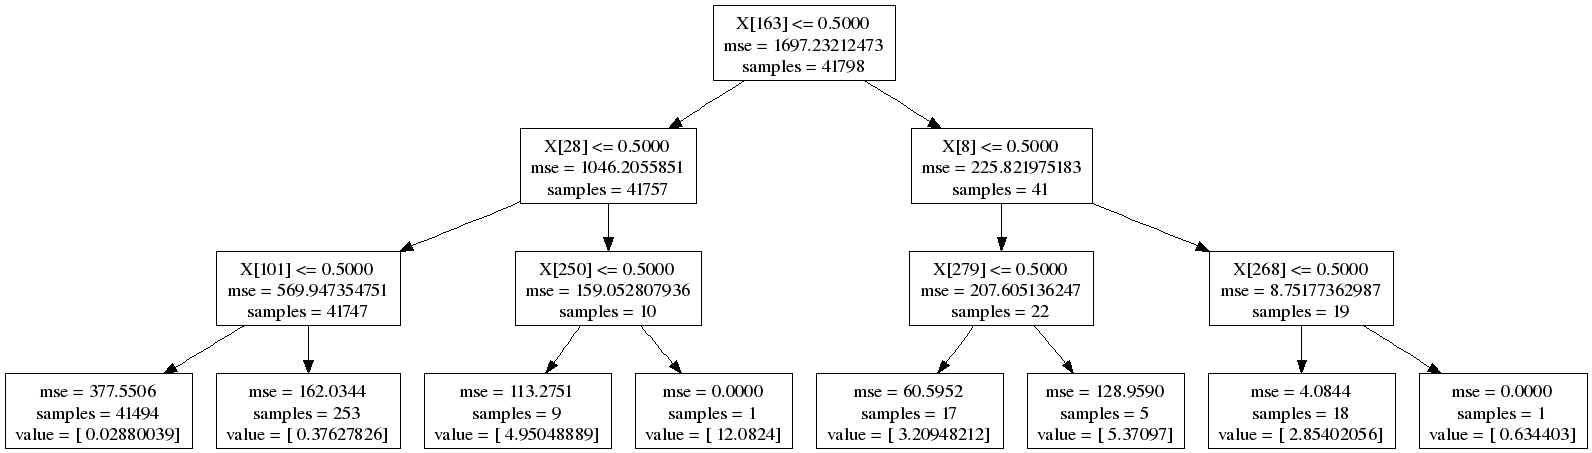 X[163] <= 0.5000
mse = 1697.23212473
samples = 41798
X[28] <= 0.5000
mse = 1046.2055851
samples = 41757
X[8] <= 0.5000
mse = 225.821975183
samples = 41
X[101] <= 0.5000
mse = 569.947354751
samples = 41747
X[250] <= 0.5000
mse = 159.052807936
samples = 10
X[279] <= 0.5000
mse = 207.605136247
samples = 22
X[268] <= 0.5000
mse = 8.75177362987
samples = 19
mse = 377.5506
samples = 41494
value = [ 0.02880039]
mse = 162.0344
samples = 253
value = [ 0.37627826]
mse = 113.2751
samples = 9
value = [ 4.95048889]
mse = 0.0000
samples = 1
value = [ 12.0824]
mse = 60.5952
samples = 17
value = [ 3.20948212]
mse = 128.9590
samples = 5
value = [ 5.37097]
mse = 4.0844
samples = 18
value = [ 2.85402056]
mse = 0.0000
samples = 1
value = [ 0.634403]